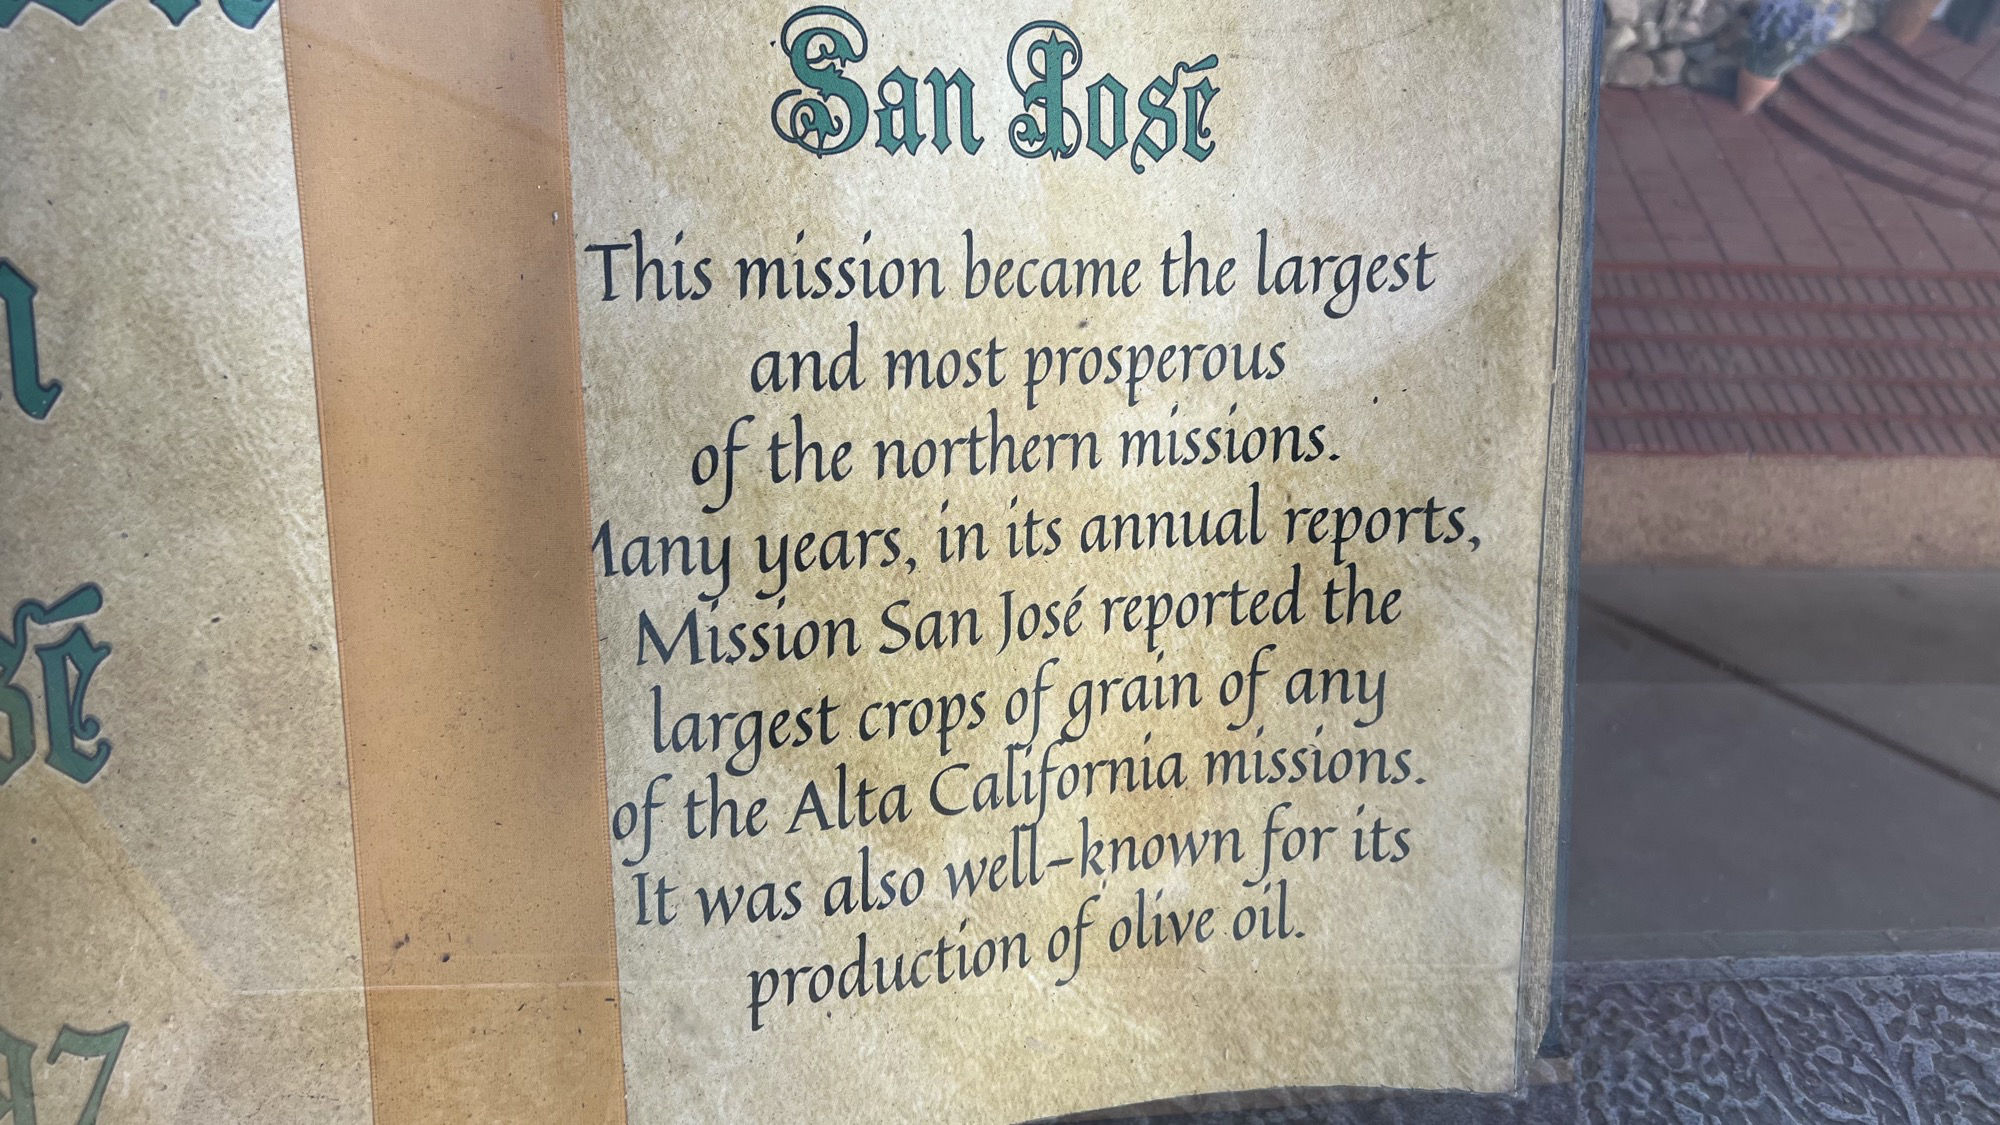 San José
This mission became the largest
and most prosperous
of the northern missions.
Many years, in its annual reports,
Mission San José reported the
largest crops of grain of any
of the Alta California missions.
It was also well-known for its
production of olive oil.
97